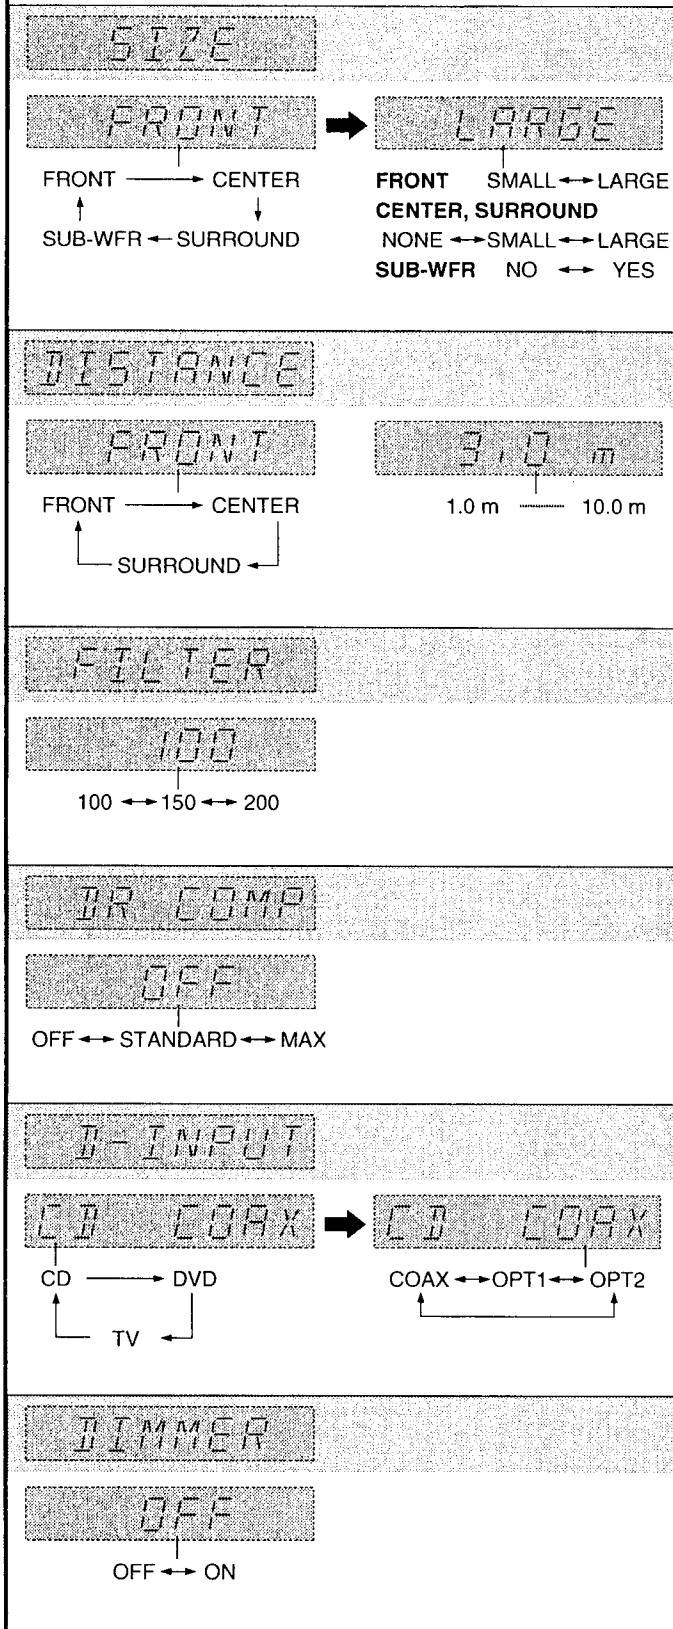 SIZE
FRONT → LARGE
FRONT → CENTER
SUB-WFR ← SURROUND
FRONT SMALL ↔ LARGE
CENTER, SURROUND
NONE ↔ SMALL ↔ LARGE
SUB-WFR NO ↔ YES
DISTANCE
FRONT
FRONT → CENTER
SURROUND
3.0 m
1.0 m ┈┈ 10.0 m
FILTER
100
100 ↔ 150 ↔ 200
DR COMP
OFF
OFF ↔ STANDARD ↔ MAX
D-INPUT
CD COAX → CD COAX
CD → DVD
TV
COAX ↔ OPT1 ↔ OPT2
DIMMER
OFF
OFF ↔ ON